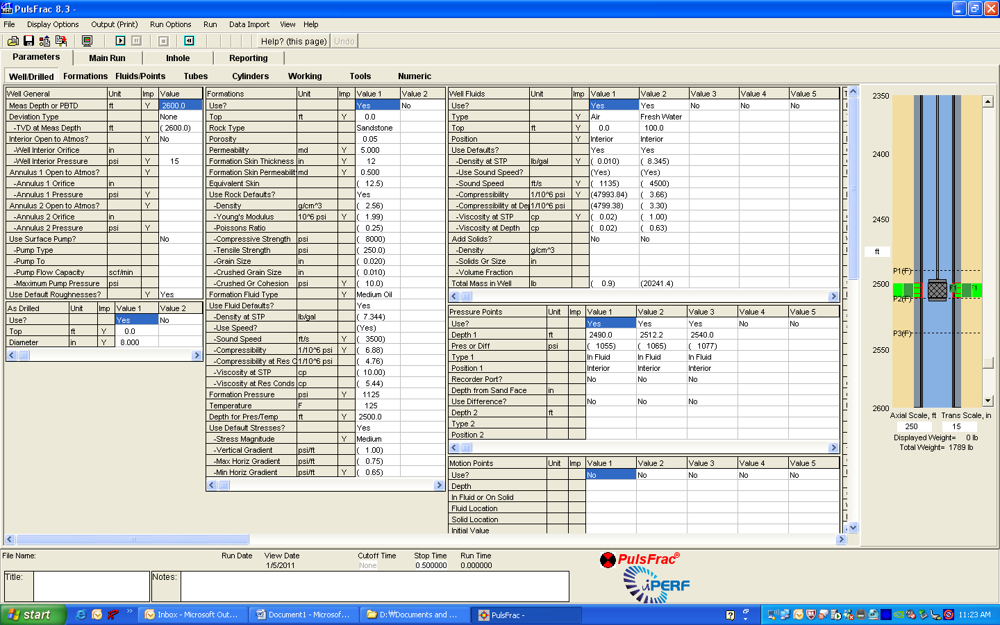 PulsFrac 8.3 -
File Display Options Output (Print) Run Options Run Data Import View Help
Help? (this page) Undo
Parameters Main Run Inhole Reporting
Well/Drilled Formations Fluids/Points Tubes Cylinders Working Tools Numeric
Well General Unit Imp Value
Meas Depth or PBTD ft Y 2600.0
Deviation Type None
-TVD at Meas Depth ft ( 2600.0)
Interior Open to Atmos? Y No
-Well Interior Orifice in
-Well Interior Pressure psi Y 15
Annulus 1 Open to Atmos? Y
-Annulus 1 Orifice in
-Annulus 1 Pressure psi Y
Annulus 2 Open to Atmos? Y
-Annulus 2 Orifice in
-Annulus 2 Pressure psi Y
Use Surface Pump? No
-Pump Type
-Pump To
-Pump Flow Capacity scf/min
-Maximum Pump Pressure psi
Use Default Roughnesses? Y Yes
As Drilled Unit Imp Value 1 Value 2
Use? Yes No
Top ft Y 0.0
Diameter in Y 8.000
Formations Unit Imp Value 1 Value 2
Use? Yes No
Top ft Y 0.0
Rock Type Sandstone
Porosity 0.05
Permeability md Y 5.000
Formation Skin Thickness in Y 12
Formation Skin Permeabilit md Y 0.500
Equivalent Skin ( 12.5)
Use Rock Defaults? Yes
-Density g/cm^3 ( 2.56)
-Young's Modulus 10^6 psi Y ( 1.99)
-Poissons Ratio ( 0.25)
-Compressive Strength psi ( 8000)
-Tensile Strength psi ( 250.0)
-Grain Size in ( 0.020)
-Crushed Grain Size in ( 0.010)
-Crushed Gr Cohesion psi Y ( 10.0)
Formation Fluid Type Y Medium Oil
Use Fluid Defaults? Yes
-Density at STP lb/gal ( 7.344)
-Use Speed? (Yes)
-Sound Speed ft/s Y ( 3500)
-Compressibility 1/10^6 psi Y ( 6.88)
-Compressibility at Res C 1/10^6 psi ( 4.76)
-Viscosity at STP cp ( 10.00)
-Viscosity at Res Conds cp ( 5.44)
Formation Pressure psi Y 1125
Temperature F 125
Depth for Pres/Temp ft Y 2500.0
Use Default Stresses? Yes
-Stress Magnitude Y Medium
-Vertical Gradient psi/ft Y ( 1.00)
-Max Horiz Gradient psi/ft ( 0.75)
-Min Horiz Gradient psi/ft Y ( 0.65)
Well Fluids Unit Imp Value 1 Value 2 Value 3 Value 4 Value 5
Use? Yes Yes No No No
Type Y Air Fresh Water
Top ft Y 0.0 100.0
Position Y Interior Interior
Use Defaults? Yes Yes
-Density at STP lb/gal Y ( 0.010) ( 8.345)
-Use Sound Speed? (Yes) (Yes)
-Sound Speed ft/s Y ( 1135) ( 4500)
-Compressibility 1/10^6 psi Y (47993.84) ( 3.66)
-Compressibility at De 1/10^6 psi (4799.38) ( 3.30)
-Viscosity at STP cp Y ( 0.02) ( 1.00)
-Viscosity at Depth cp ( 0.02) ( 0.63)
Add Solids? No No
-Density g/cm^3
-Solids Gr Size in
-Volume Fraction
Total Mass in Well lb ( 0.9) (20241.4)
Pressure Points Unit Imp Value 1 Value 2 Value 3 Value 4 Value 5
Use? Yes Yes Yes No No
Depth 1 ft 2490.0 2512.2 2540.0
Pres or Diff psi ( 1055) ( 1065) ( 1077)
Type 1 In Fluid In Fluid In Fluid
Position 1 Interior Interior Interior
Recorder Port? No No No
Depth from Sand Face in
Use Difference? No No No
Depth 2 ft
Type 2
Position 2
Motion Points Unit Imp Value 1 Value 2 Value 3 Value 4 Value 5
Use? No No No No No
Depth
In Fluid or On Solid
Fluid Location
Solid Location
Initial Value
2350
2400
2450
ft
P1(F)
2500 F1 F1
P2(F)
P3(F)
2550
2600
Axial Scale, ft Trans Scale, in
250 15
Displayed Weight= 0 lb
Total Weight= 1789 lb
File Name: Run Date View Date Cutoff Time Stop Time Run Time
1/5/2011 None 0.500000 0.000000
Title: Notes:
PulsFrac®
iPERF
start Inbox - Microsoft Out... Document1 - Microsof... D:\Documents and ... PulsFrac - 11:23 AM